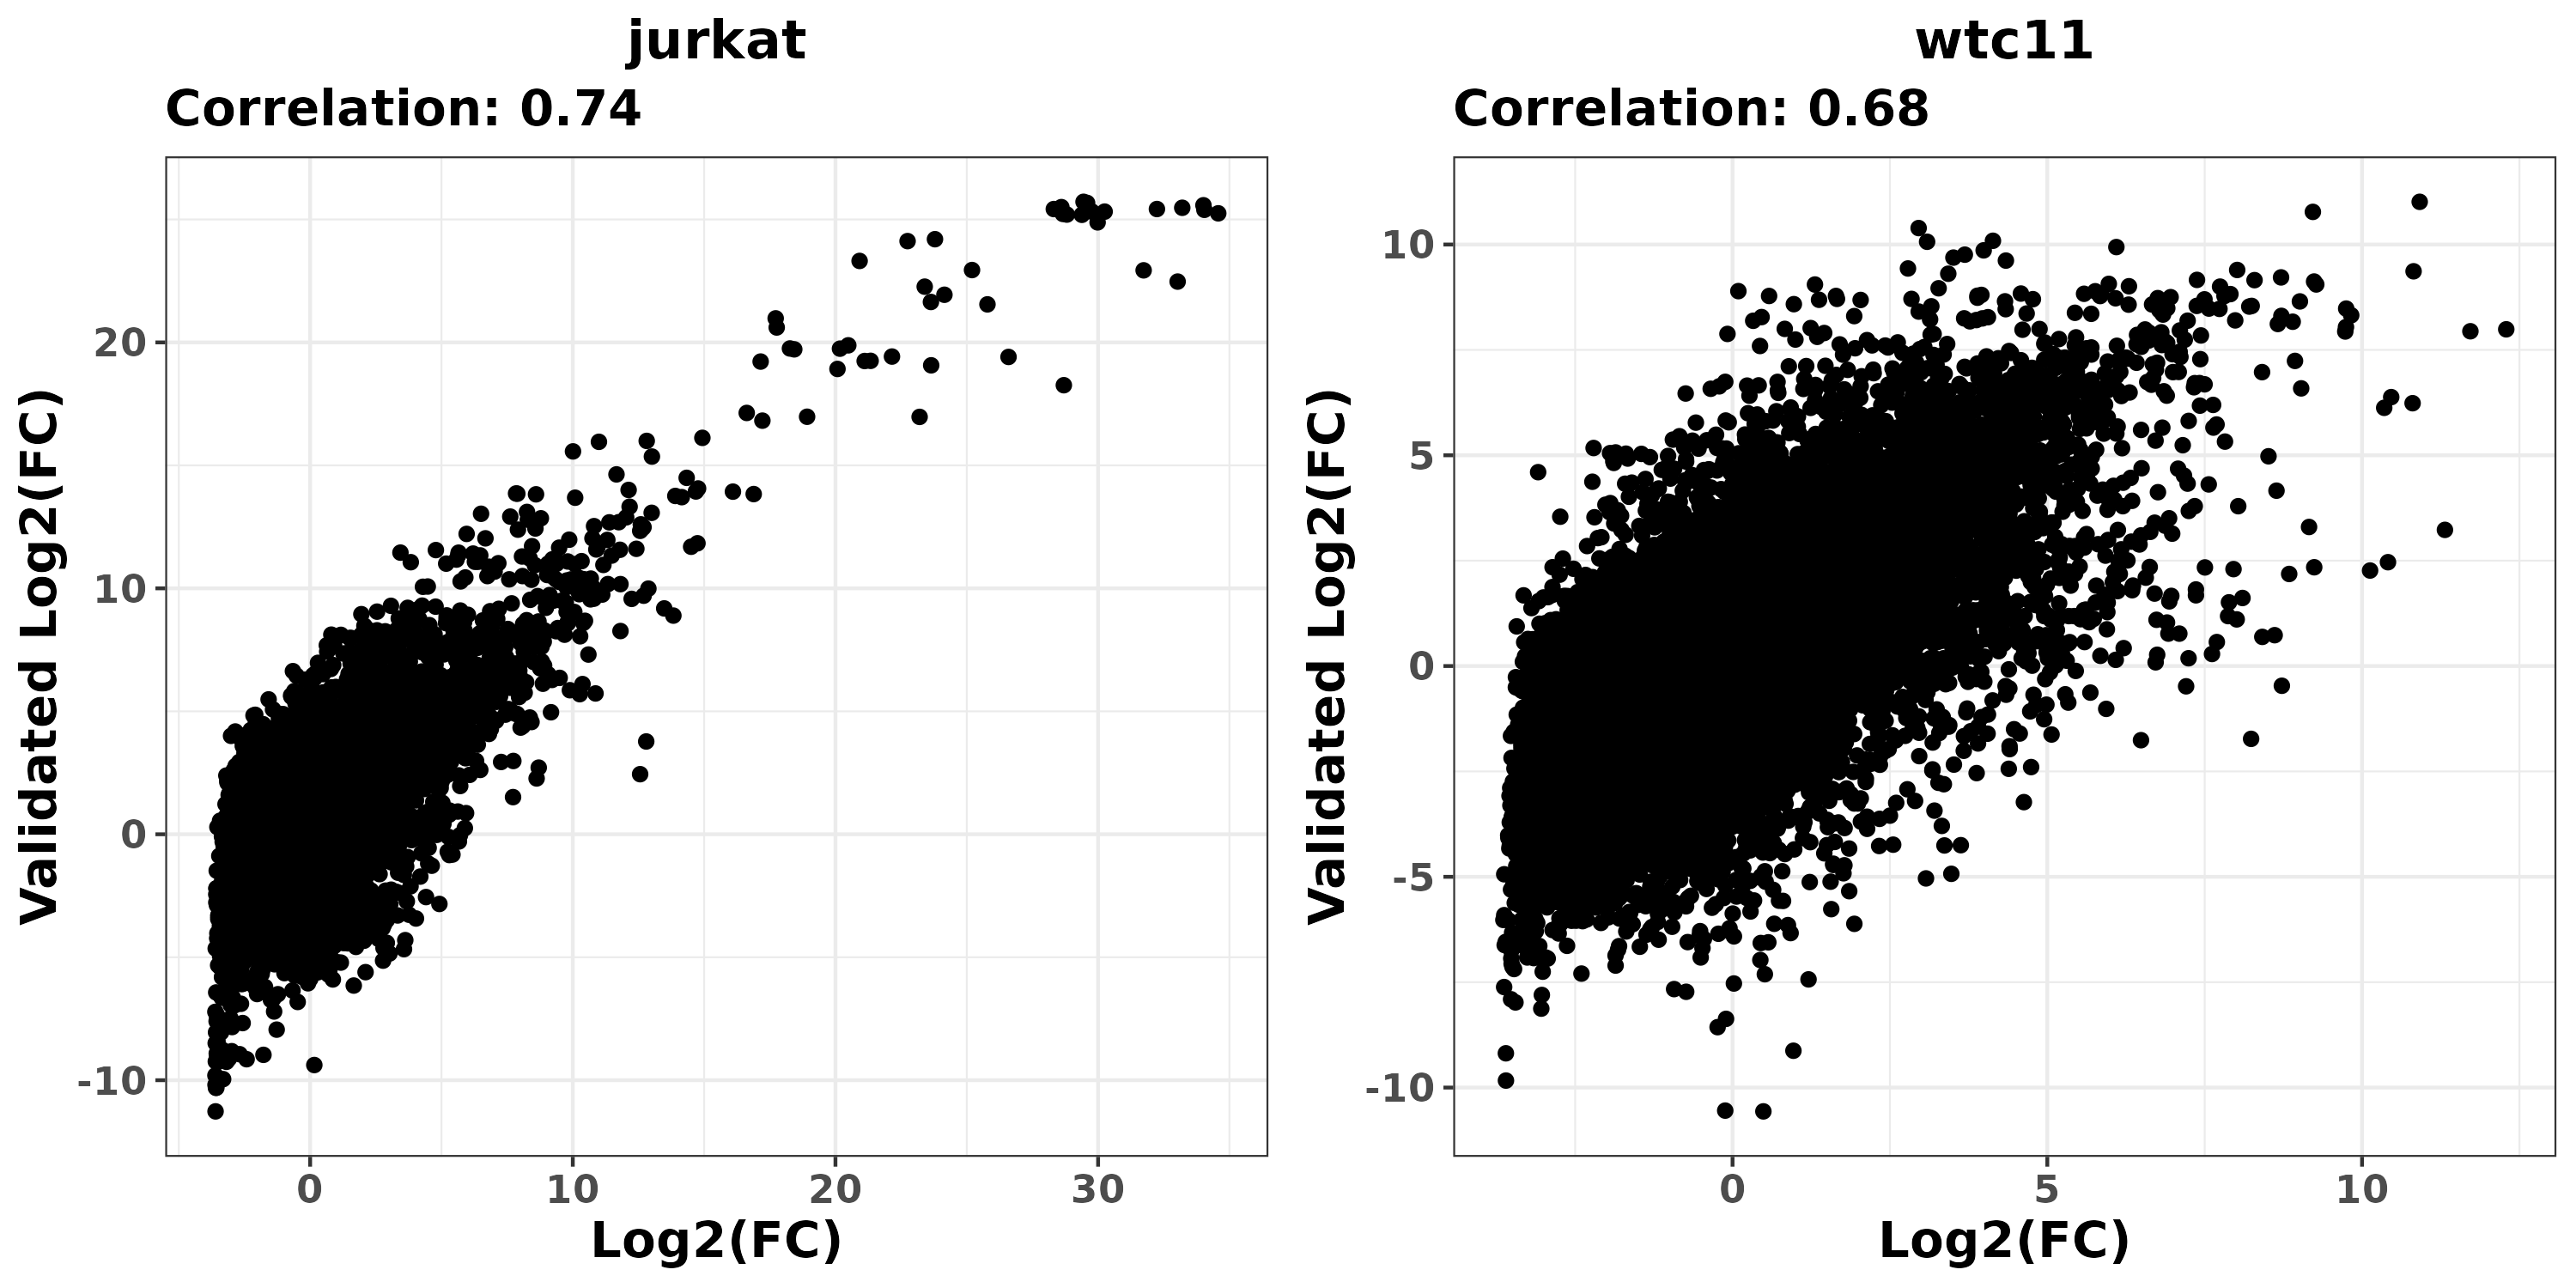 jurkat
Correlation: 0.74
Validated Log2(FC)
20
10
0
-10
0 10 20 30
Log2(FC)
wtc11
Correlation: 0.68
Validated Log2(FC)
10
5
0
-5
-10
0 5 10
Log2(FC)